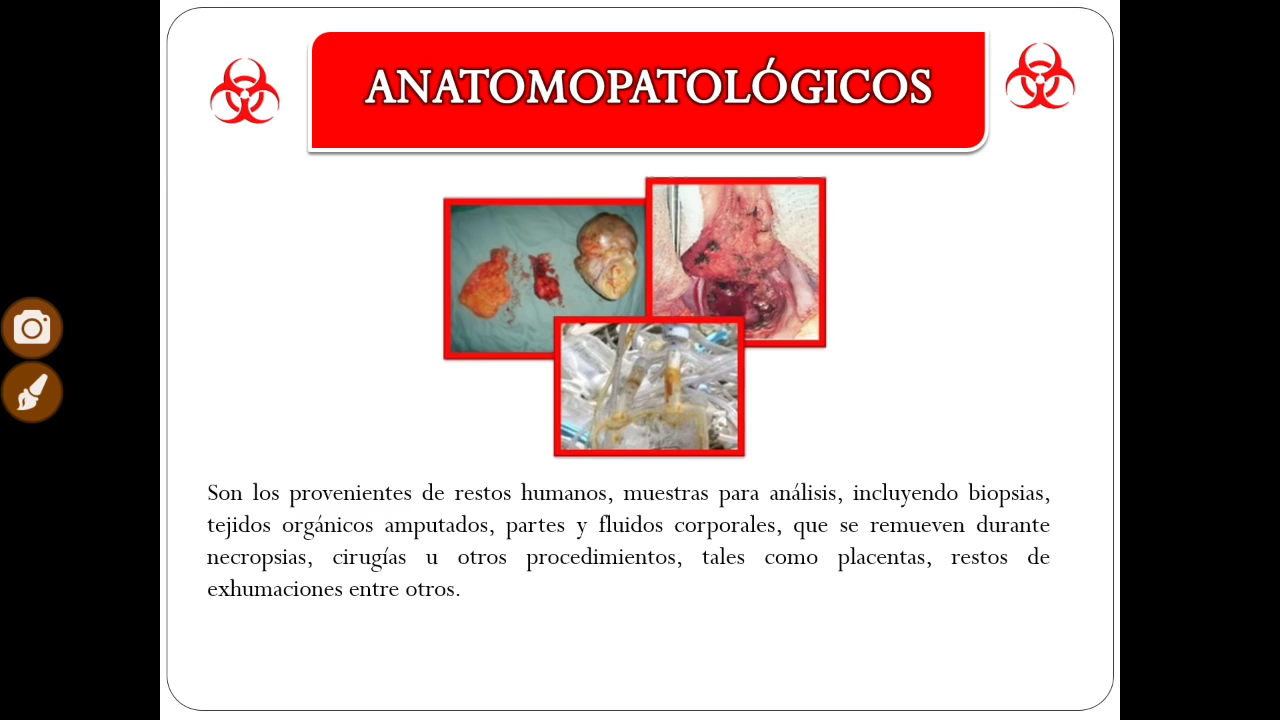 ANATOMOPATOLÓGICOS
Son los provenientes de restos humanos, muestras para análisis, incluyendo biopsias,
tejidos orgánicos amputados, partes y fluidos corporales, que se remueven durante
necropsias, cirugías u otros procedimientos, tales como placentas, restos de
exhumaciones entre otros.